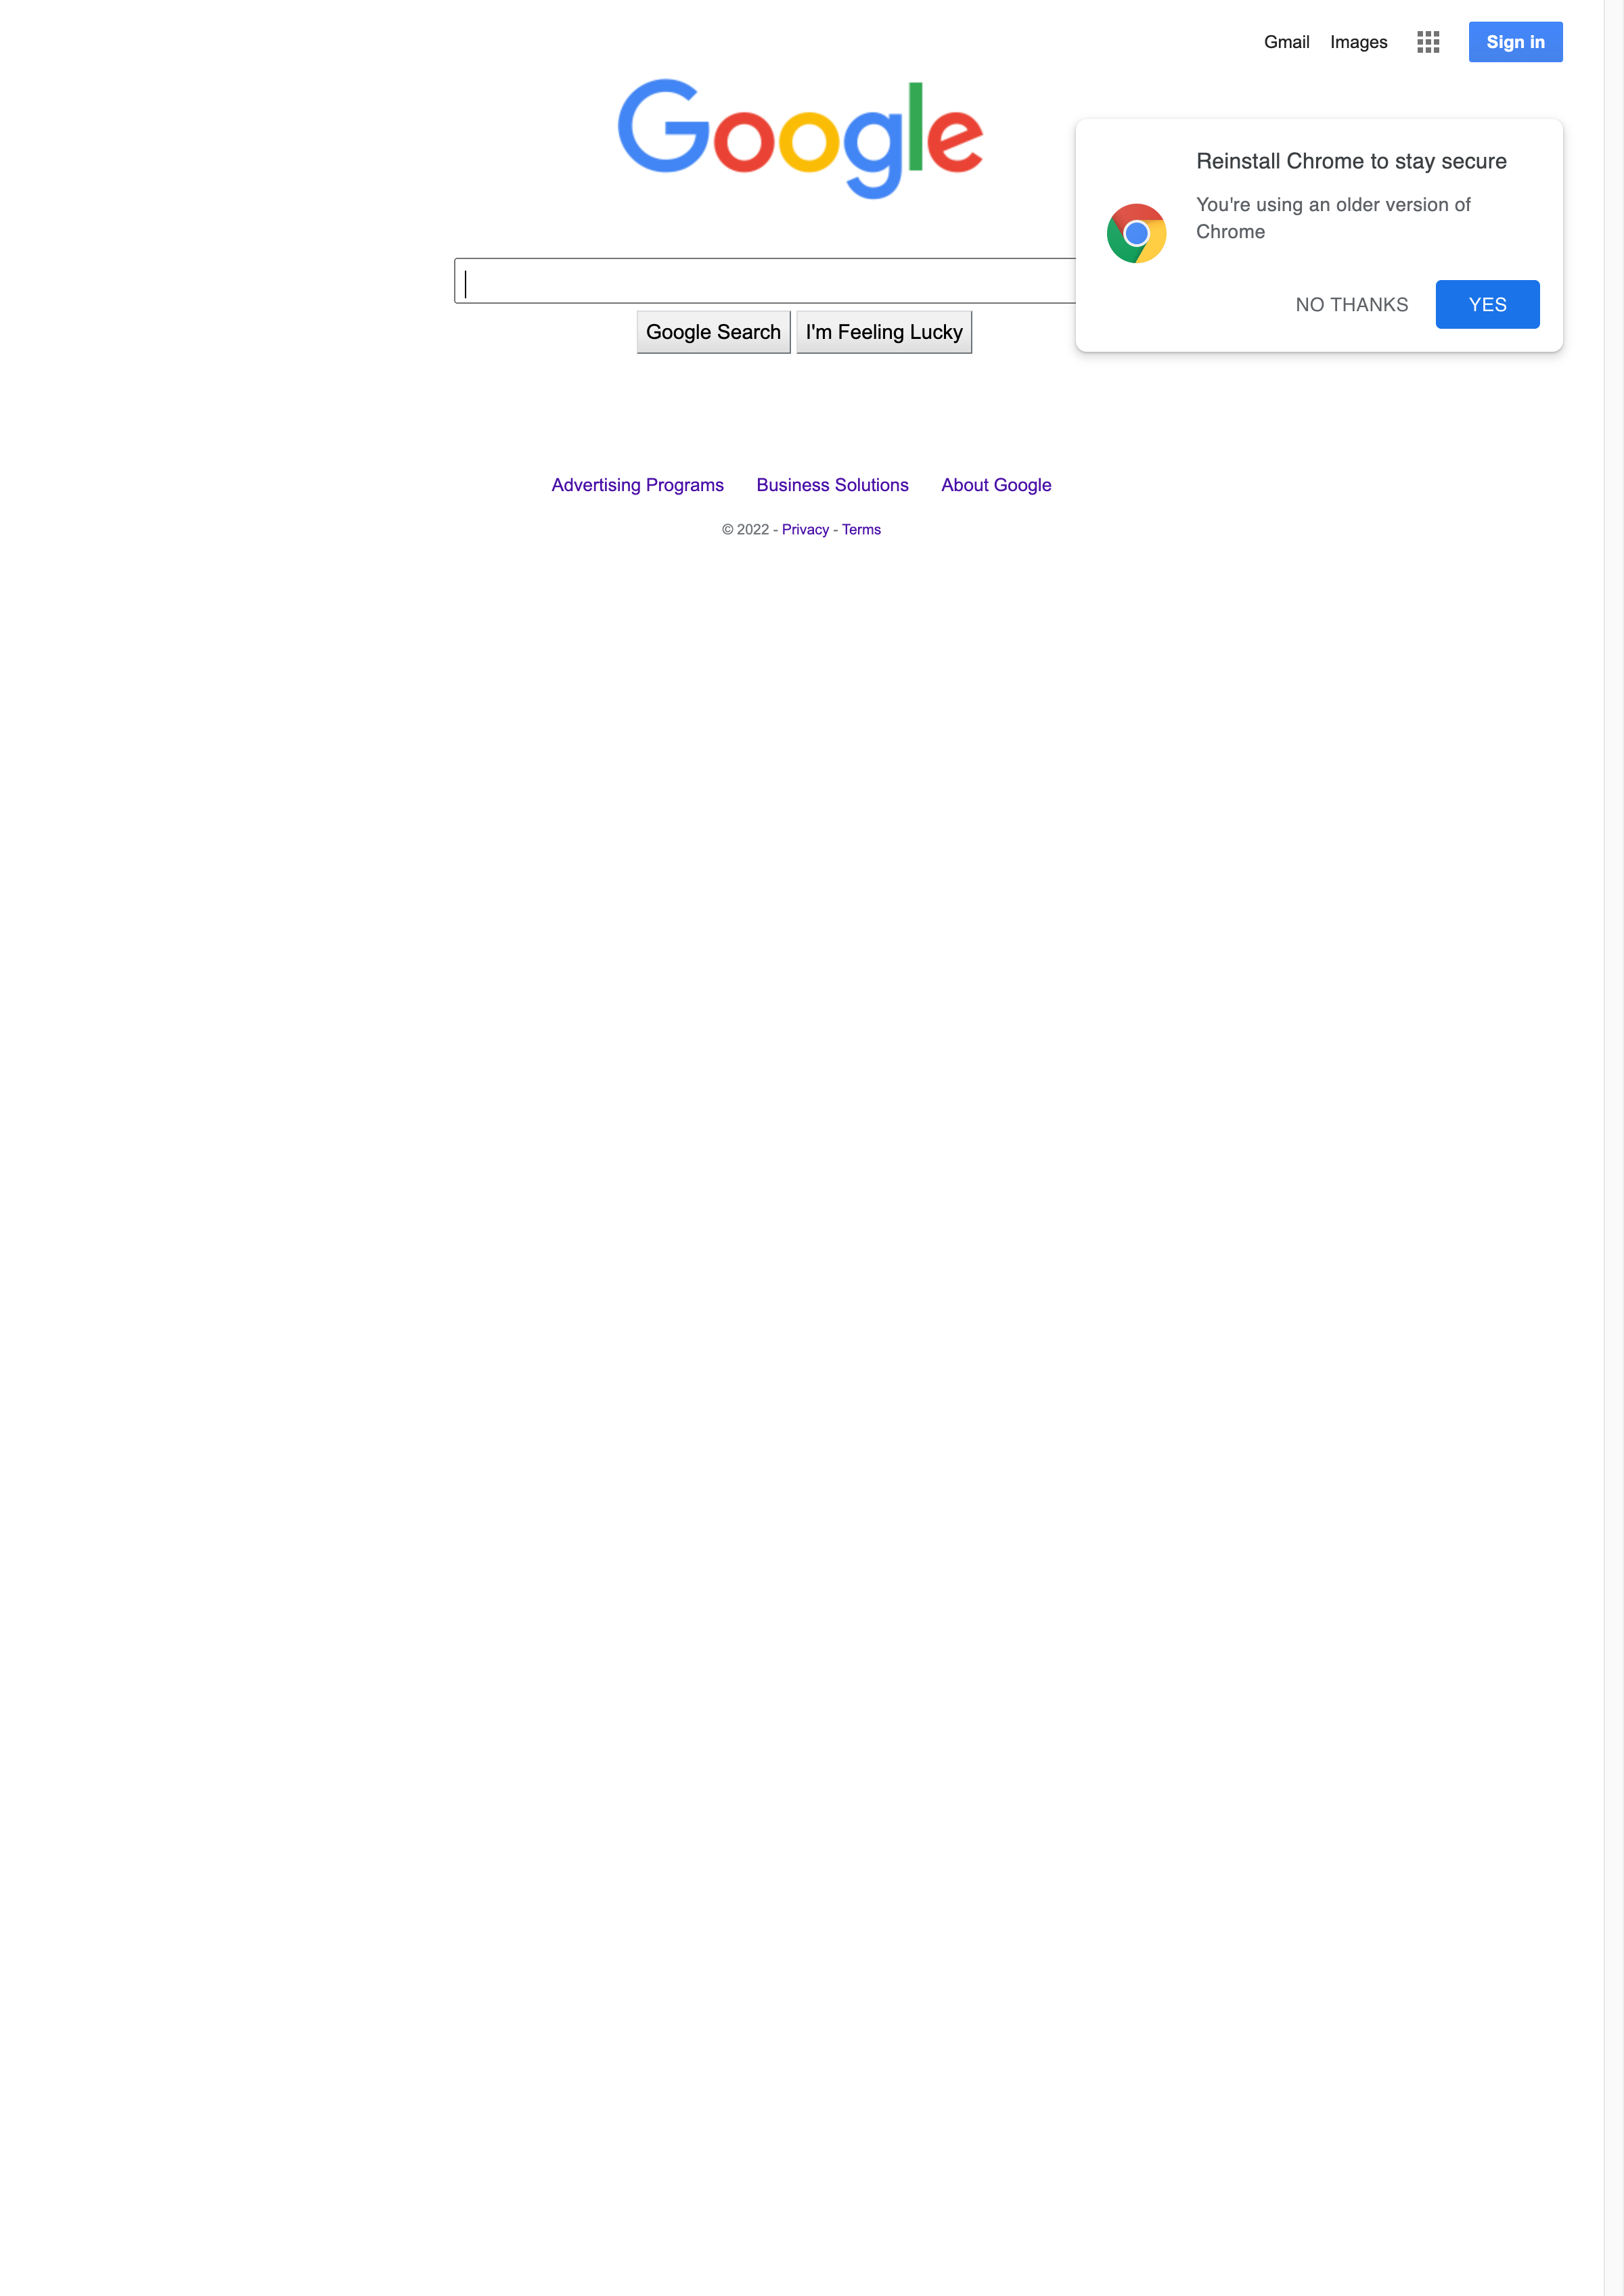 Gmail Images Sign in
Google
Reinstall Chrome to stay secure
You're using an older version of
Chrome
NO THANKS YES
Google Search I'm Feeling Lucky
Advertising Programs Business Solutions About Google
© 2022 - Privacy - Terms